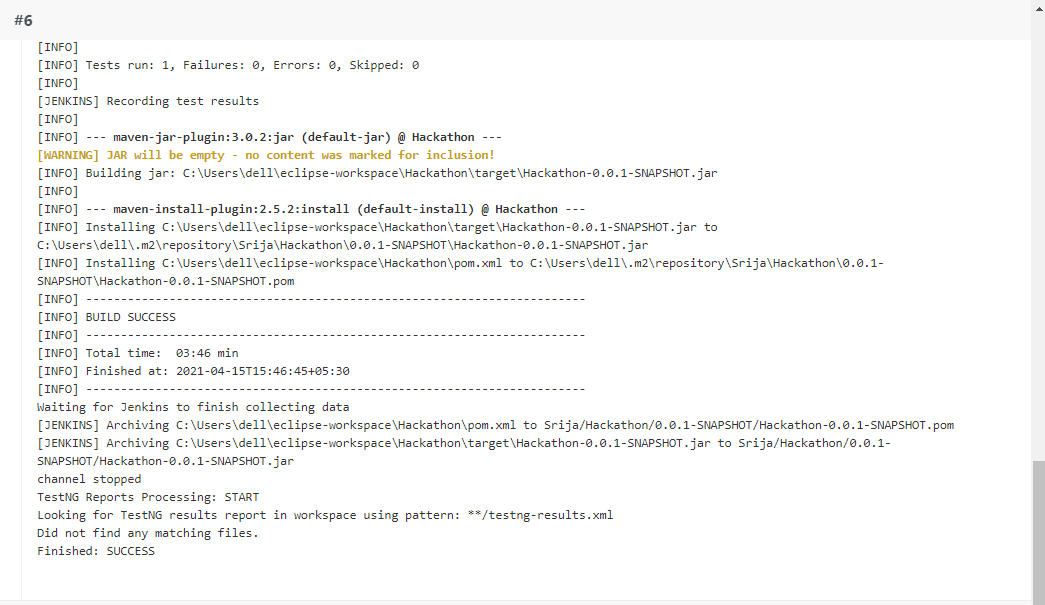 #6
[INFO]
[INFO] Tests run: 1, Failures: 0, Errors: 0, Skipped: 0
[INFO]
[JENKINS] Recording test results
[INFO]
[INFO] --- maven-jar-plugin:3.0.2:jar (default-jar) @ Hackathon ---
[WARNING] JAR will be empty - no content was marked for inclusion!
[INFO] Building jar: C:\Users\dell\eclipse-workspace\Hackathon\target\Hackathon-0.0.1-SNAPSHOT.jar
[INFO]
[INFO] --- maven-install-plugin:2.5.2:install (default-install) @ Hackathon ---
[INFO] Installing C:\Users\dell\eclipse-workspace\Hackathon\target\Hackathon-0.0.1-SNAPSHOT.jar to
C:\Users\dell\.m2\repository\Srija\Hackathon\0.0.1-SNAPSHOT\Hackathon-0.0.1-SNAPSHOT.jar
[INFO] Installing C:\Users\dell\eclipse-workspace\Hackathon\pom.xml to C:\Users\dell\.m2\repository\Srija\Hackathon\0.0.1-
SNAPSHOT\Hackathon-0.0.1-SNAPSHOT.pom
[INFO] ------------------------------------------------------------------------
[INFO] BUILD SUCCESS
[INFO] ------------------------------------------------------------------------
[INFO] Total time:  03:46 min
[INFO] Finished at: 2021-04-15T15:46:45+05:30
[INFO] ------------------------------------------------------------------------
Waiting for Jenkins to finish collecting data
[JENKINS] Archiving C:\Users\dell\eclipse-workspace\Hackathon\pom.xml to Srija/Hackathon/0.0.1-SNAPSHOT/Hackathon-0.0.1-SNAPSHOT.pom
[JENKINS] Archiving C:\Users\dell\eclipse-workspace\Hackathon\target\Hackathon-0.0.1-SNAPSHOT.jar to Srija/Hackathon/0.0.1-
SNAPSHOT/Hackathon-0.0.1-SNAPSHOT.jar
channel stopped
TestNG Reports Processing: START
Looking for TestNG results report in workspace using pattern: **/testng-results.xml
Did not find any matching files.
Finished: SUCCESS